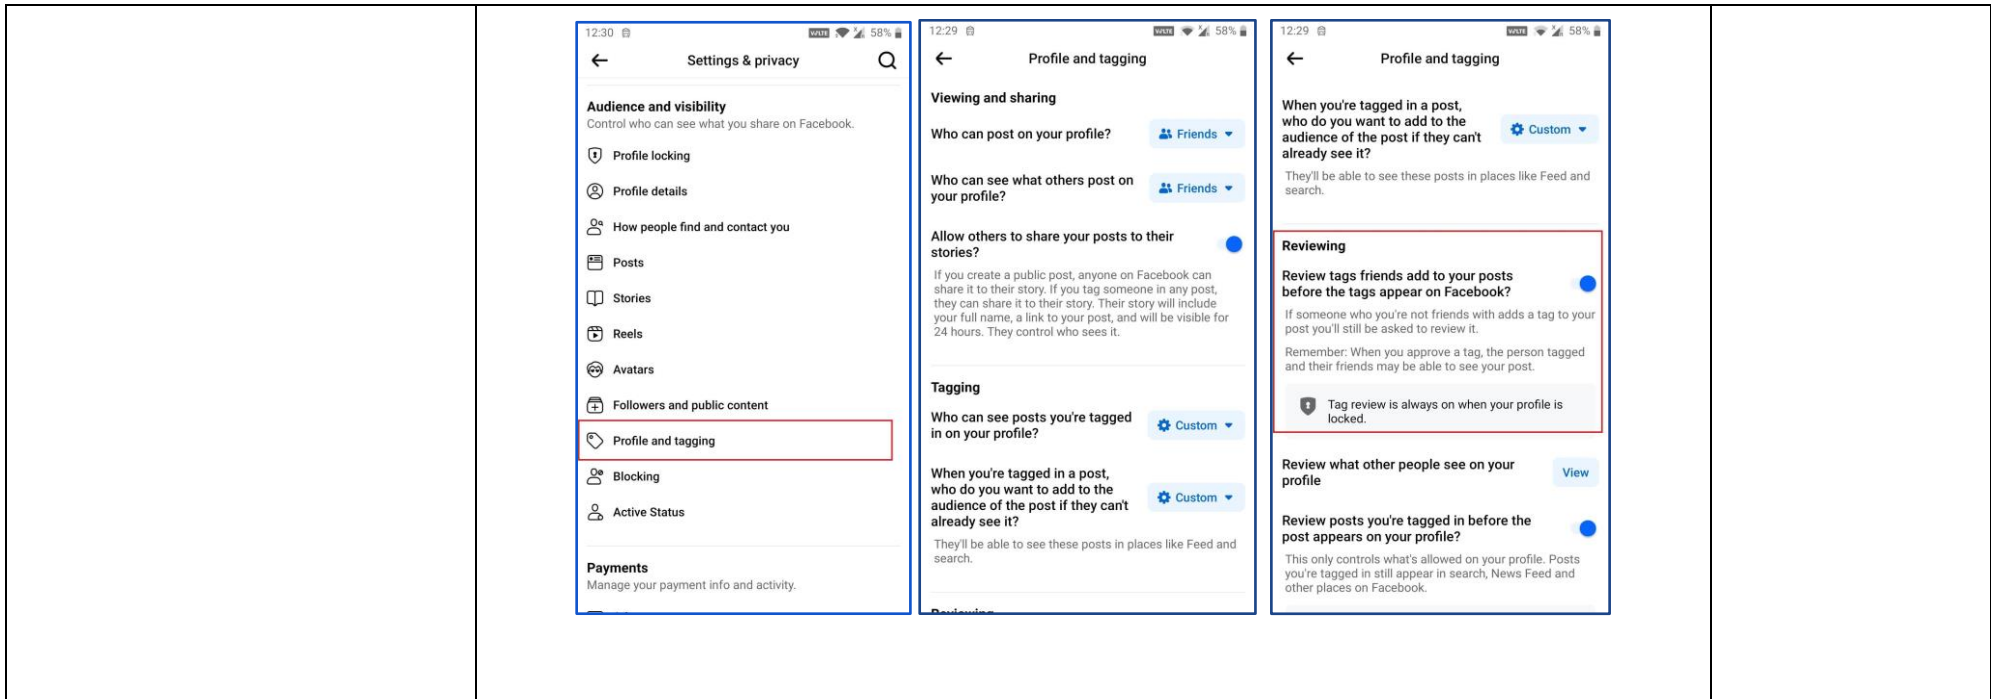 12:30
VoLTE 58%
Settings & privacy
Audience and visibility
Control who can see what you share on Facebook.
Profile locking
Profile details
How people find and contact you
Posts
Stories
Reels
Avatars
Followers and public content
Profile and tagging
Blocking
Active Status
Payments
Manage your payment info and activity.
12:29
VoLTE 58%
Profile and tagging
Viewing and sharing
Who can post on your profile?
Friends
Who can see what others post on
your profile?
Friends
Allow others to share your posts to their
stories?
If you create a public post, anyone on Facebook can
share it to their story. If you tag someone in any post,
they can share it to their story. Their story will include
your full name, a link to your post, and will be visible for
24 hours. They control who sees it.
Tagging
Who can see posts you're tagged
in on your profile?
Custom
When you're tagged in a post,
who do you want to add to the
audience of the post if they can't
already see it?
Custom
They'll be able to see these posts in places like Feed and
search.
Reviewing
12:29
VoLTE 58%
Profile and tagging
When you're tagged in a post,
who do you want to add to the
audience of the post if they can't
already see it?
Custom
They'll be able to see these posts in places like Feed and
search.
Reviewing
Review tags friends add to your posts
before the tags appear on Facebook?
If someone who you're not friends with adds a tag to your
post you'll still be asked to review it.
Remember: When you approve a tag, the person tagged
and their friends may be able to see your post.
Tag review is always on when your profile is
locked.
Review what other people see on your
profile
View
Review posts you're tagged in before the
post appears on your profile?
This only controls what's allowed on your profile. Posts
you're tagged in still appear in search, News Feed and
other places on Facebook.